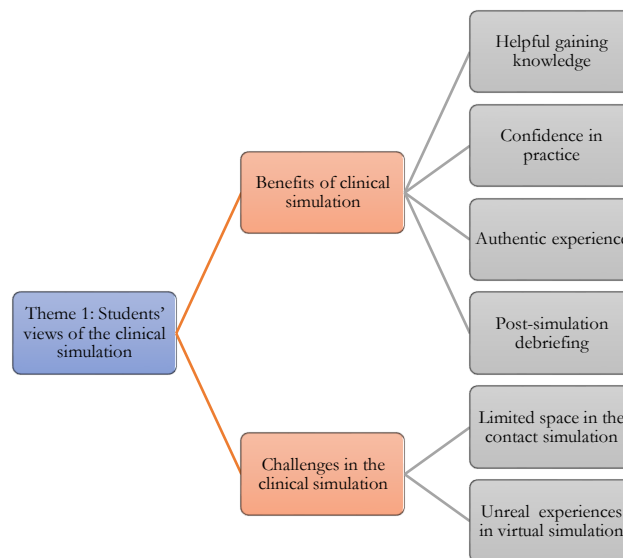 Helpful gaining
knowledge
Confidence in
practice
Benefits of clinical
simulation
Authentic experience
Theme 1: Students’
views of the clinical
simulation
Post-simulation
debriefing
Limited space in the
contact simulation
Challenges in the
clinical simulation
Unreal experiences
in virtual simulation